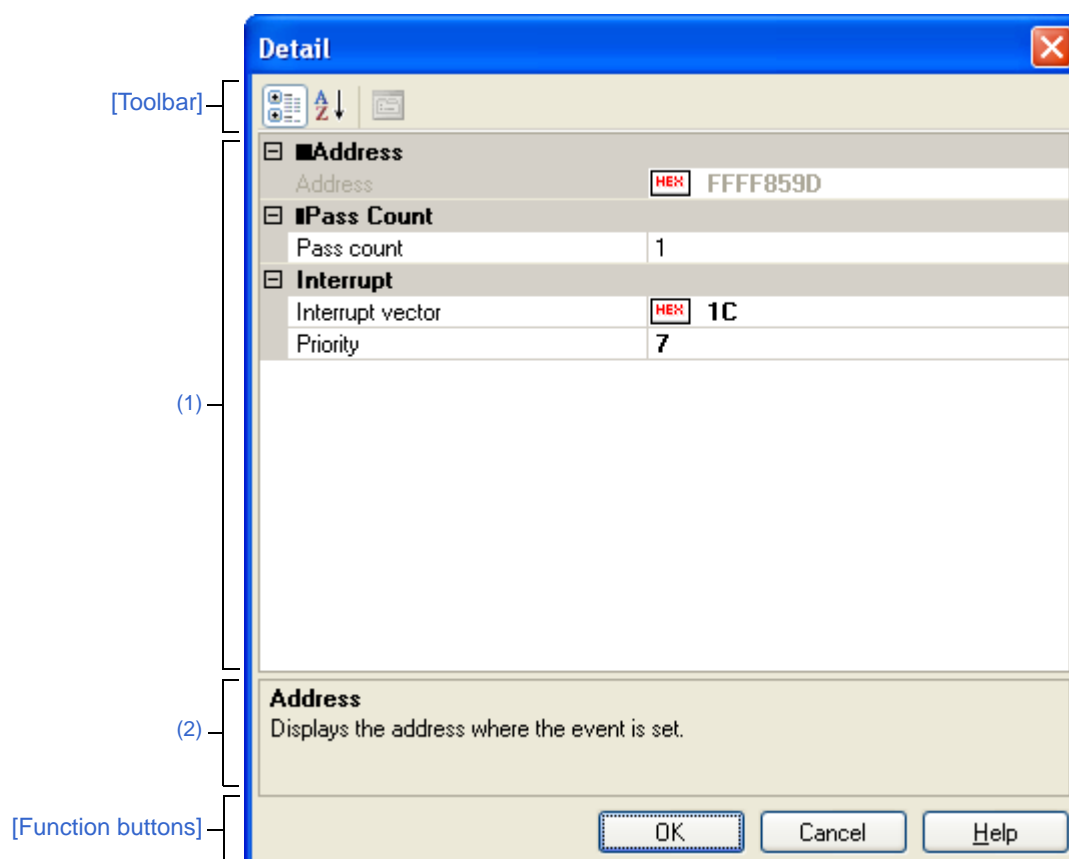 Detail
[Toolbar]
A
Z
■Address
Address HEX FFFF859D
▮Pass Count
Pass count 1
Interrupt
Interrupt vector HEX 1C
Priority 7
(1)
Address
Displays the address where the event is set.
(2)
[Function buttons]
OK Cancel Help